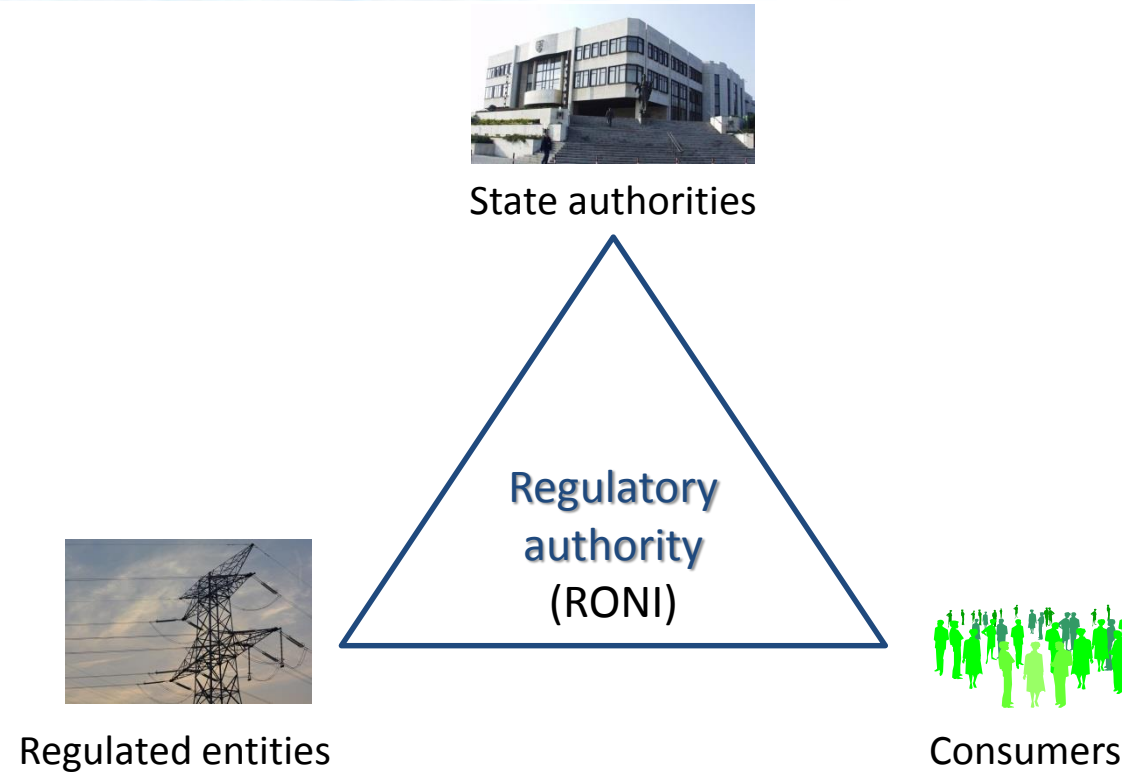 State authorities
Regulatory
authority
(RONI)
Regulated entities
Consumers